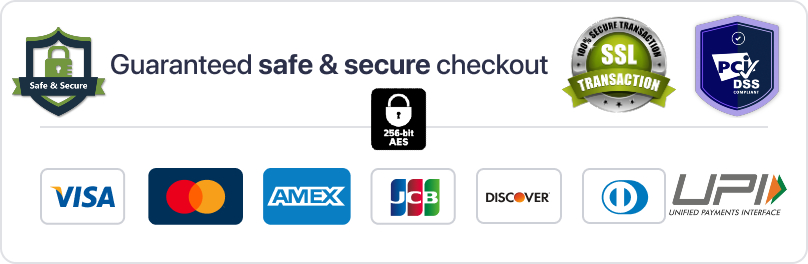 Safe & Secure
Guaranteed safe & secure checkout
100% SECURE TRANSACTION
SSL
TRANSACTION
PCI
DSS
COMPLIANT
256-bit
AES
VISA
AMEX
JCB
DISCOVER
UPI
UNIFIED PAYMENTS INTERFACE